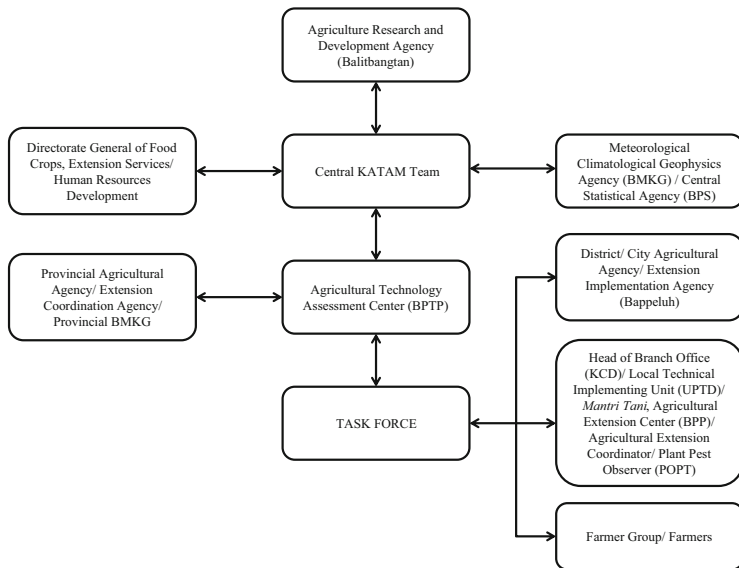 Agriculture Research and
Development Agency
(Balitbangtan)
Directorate General of Food
Crops, Extension Services/
Human Resources
Development
Central KATAM Team
Meteorological
Climatological Geophysics
Agency (BMKG) / Central
Statistical Agency (BPS)
Provincial Agricultural
Agency/ Extension
Coordination Agency/
Provincial BMKG
Agricultural Technology
Assessment Center (BPTP)
District/ City Agricultural
Agency/ Extension
Implementation Agency
(Bappeluh)
TASK FORCE
Head of Branch Office
(KCD)/ Local Technical
Implementing Unit (UPTD)/
Mantri Tani, Agricultural
Extension Center (BPP)/
Agricultural Extension
Coordinator/ Plant Pest
Observer (POPT)
Farmer Group/ Farmers